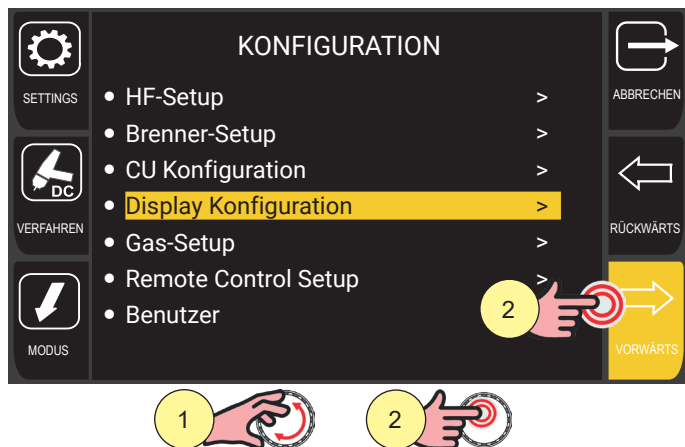 KONFIGURATION
SETTINGS
DC
VERFAHREN
MODUS
HF-Setup >
Brenner-Setup >
CU Konfiguration >
Display Konfiguration >
Gas-Setup >
Remote Control Setup >
Benutzer
ABBRECHEN
RÜCKWÄRTS
2
VORWÄRTS
1
2